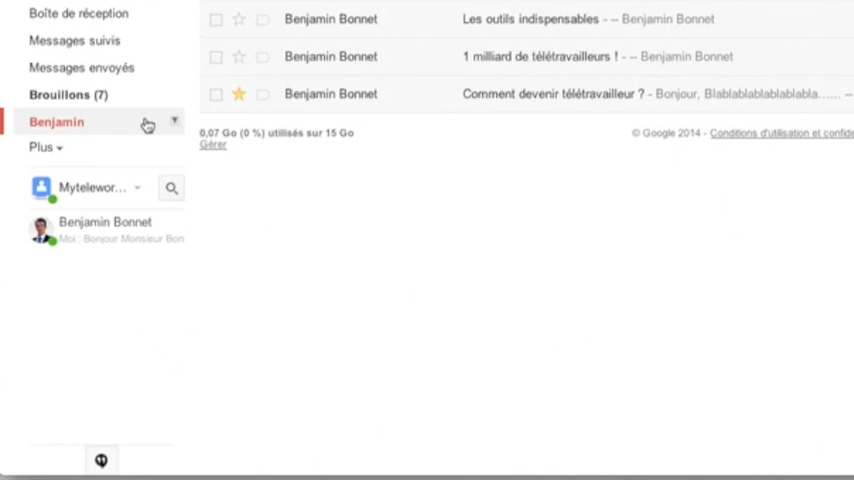 Boîte de réception
Messages suivis
Messages envoyés
Brouillons (7)
Benjamin
Plus
Mytelewor...
Benjamin Bonnet
Moi : Bonjour Monsieur Bon
Benjamin Bonnet Les outils indispensables - -- Benjamin Bonnet
Benjamin Bonnet 1 milliard de télétravailleurs ! - -- Benjamin Bonnet
Benjamin Bonnet Comment devenir télétravailleur ? - Bonjour, Blablablablablablabla...... --
0,07 Go (0 %) utilisés sur 15 Go
Gérer
© Google 2014 - Conditions d'utilisation et confide